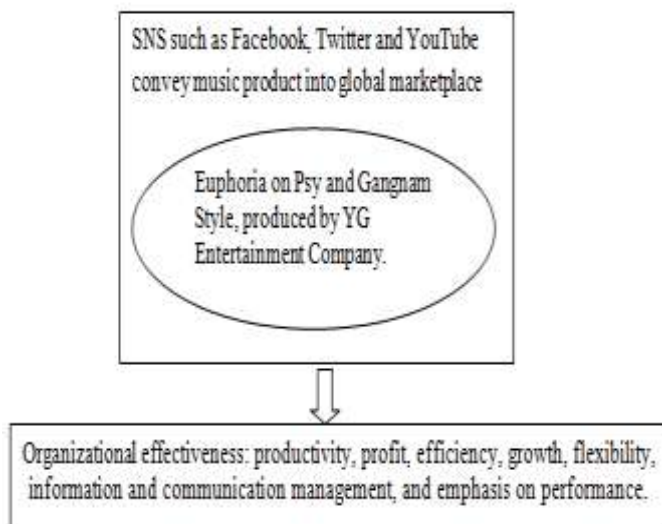 SNS such as Facebook, Twitter and YouTube
convey music product into global marketplace
Euphoria on Psy and Gangnam
Style, produced by YG
Entertainment Company.
Organizational effectiveness: productivity, profit, efficiency, growth, flexibility,
information and communication management, and emphasis on performance.